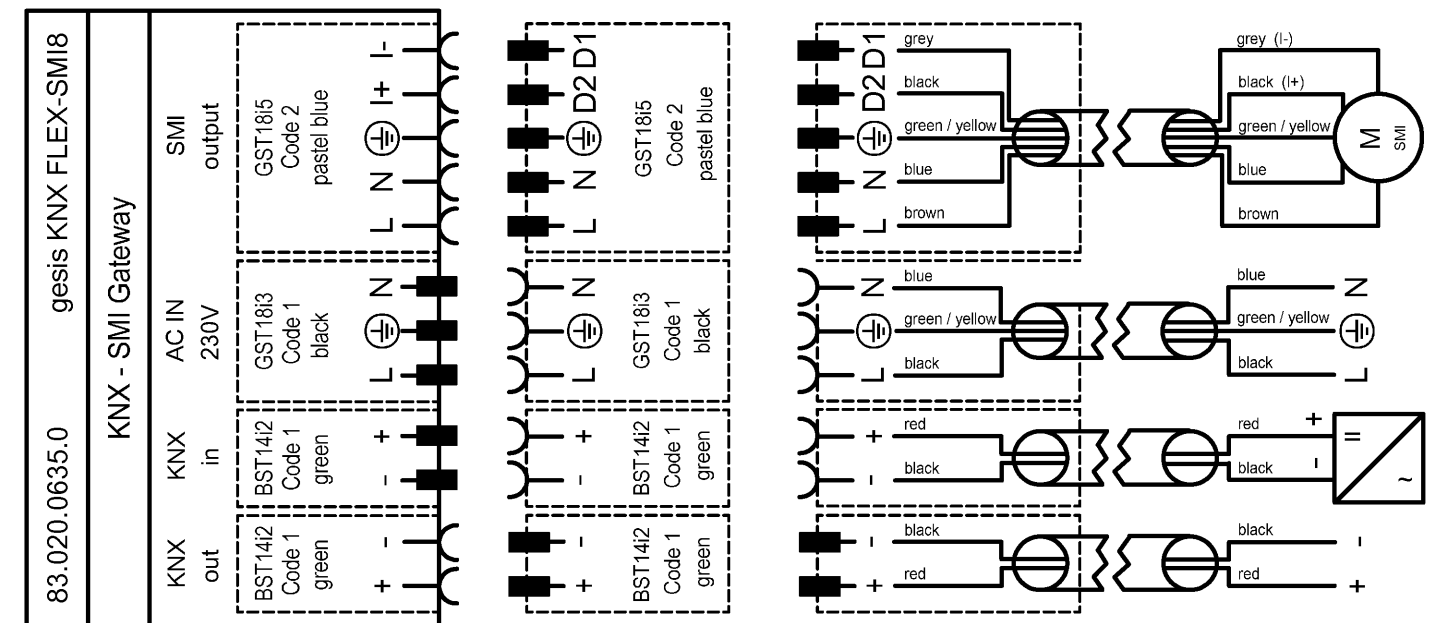 83.020.0635.0 gesis KNX FLEX-SMI8
KNX - SMI Gateway
SMI
output
GST18i5
Code 2
pastel blue
I-
I+
N
L
AC IN
230V
GST18i3
Code 1
black
N
L
KNX
in
BST14i2
Code 1
green
+
-
KNX
out
BST14i2
Code 1
green
-
+
D1
D2
N
L
GST18i5
Code 2
pastel blue
N
L
GST18i3
Code 1
black
+
-
BST14i2
Code 1
green
-
+
BST14i2
Code 1
green
D1 grey
D2 black
green / yellow
N blue
L brown
grey (I-)
black (I+)
green / yellow
blue
brown
M
SMI
N blue
green / yellow
L black
blue N
green / yellow
black L
+ red
- black
red +
black -
=
~
- black
+ red
black -
red +